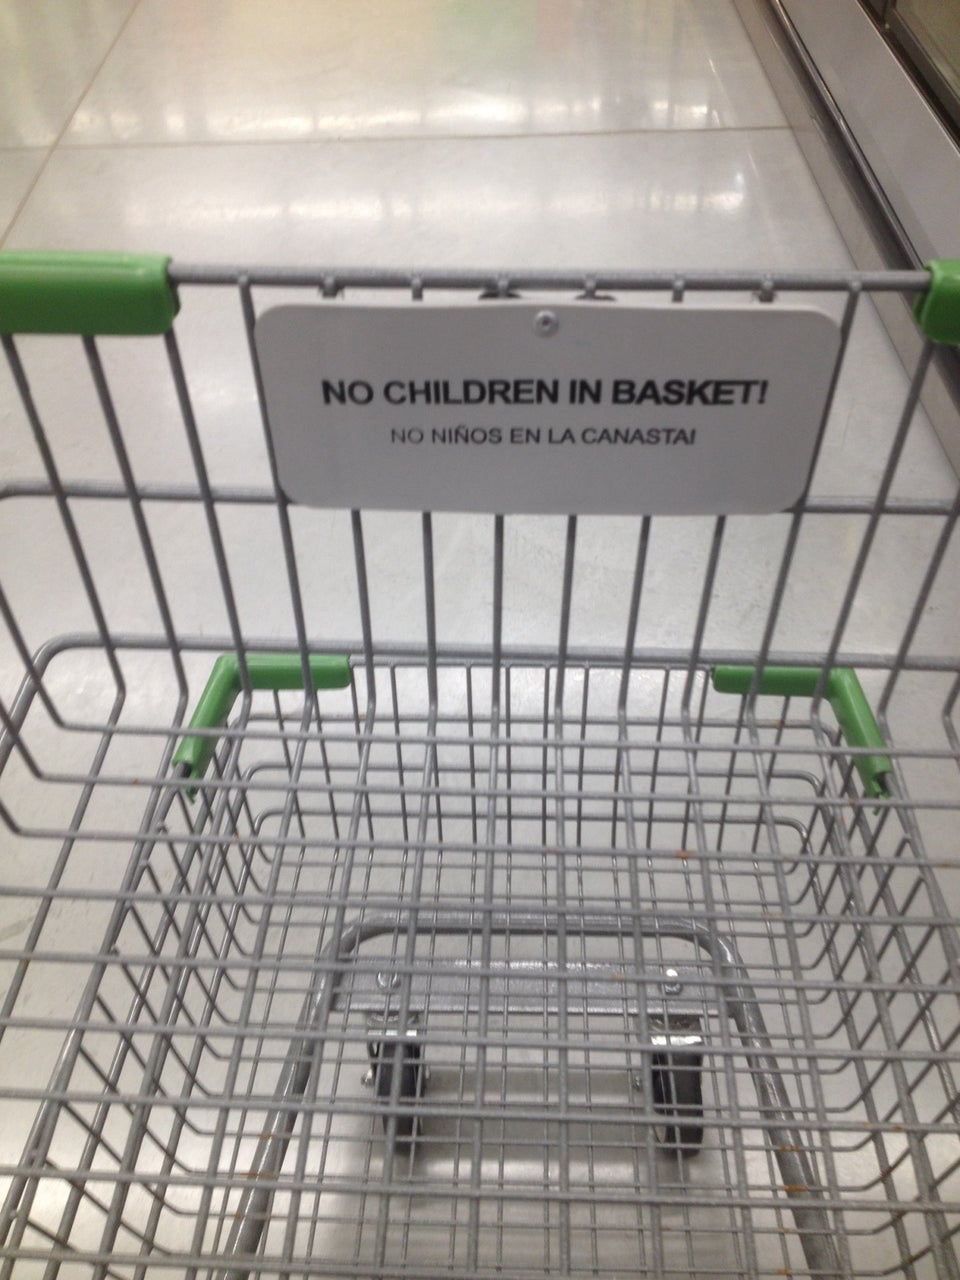 NO CHILDREN IN BASKET!
NO NIÑOS EN LA CANASTA!